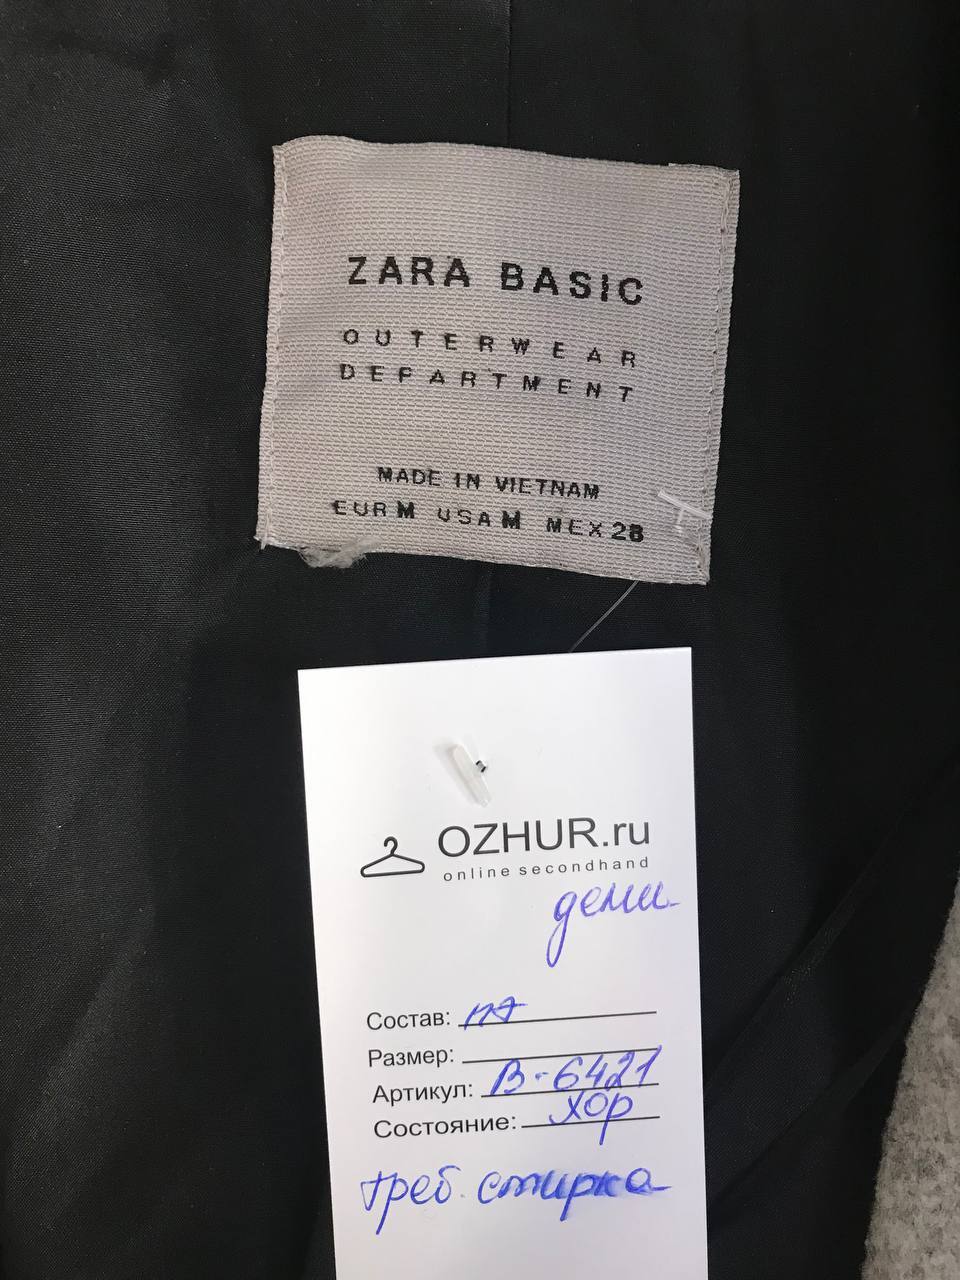 ZARA BASIC
OUTERWEAR
DEPARTMENT
MADE IN VIETNAM
EUR M USA M MEX 28
OZHUR.ru
online secondhand
деми
Состав:
Размер:
Артикул: В-6421
Состояние: хор
треб. стирка